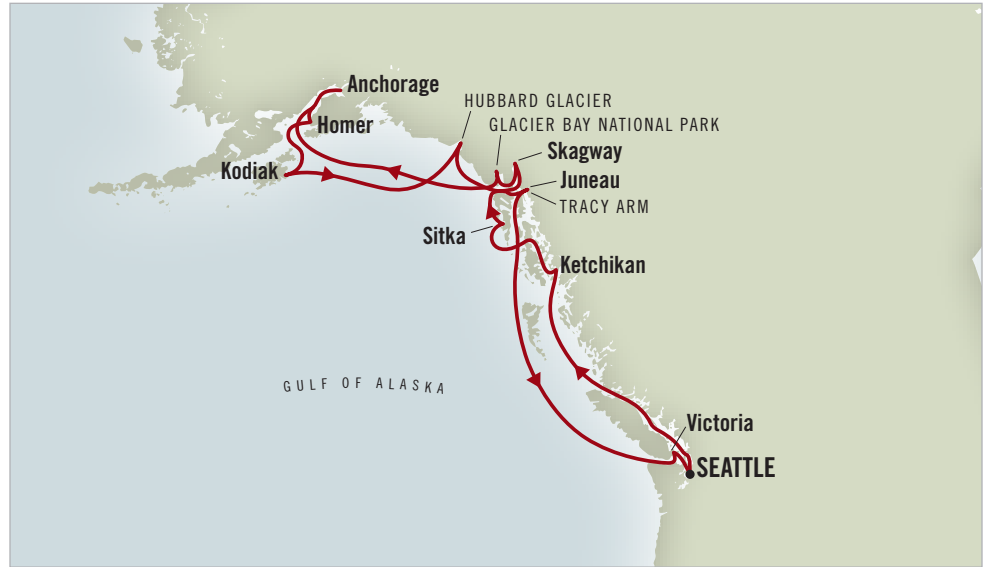 Anchorage
HUBBARD GLACIER
GLACIER BAY NATIONAL PARK
Homer
Skagway
Kodiak
Juneau
TRACY ARM
Sitka
Ketchikan
GULF OF ALASKA
Victoria
SEATTLE